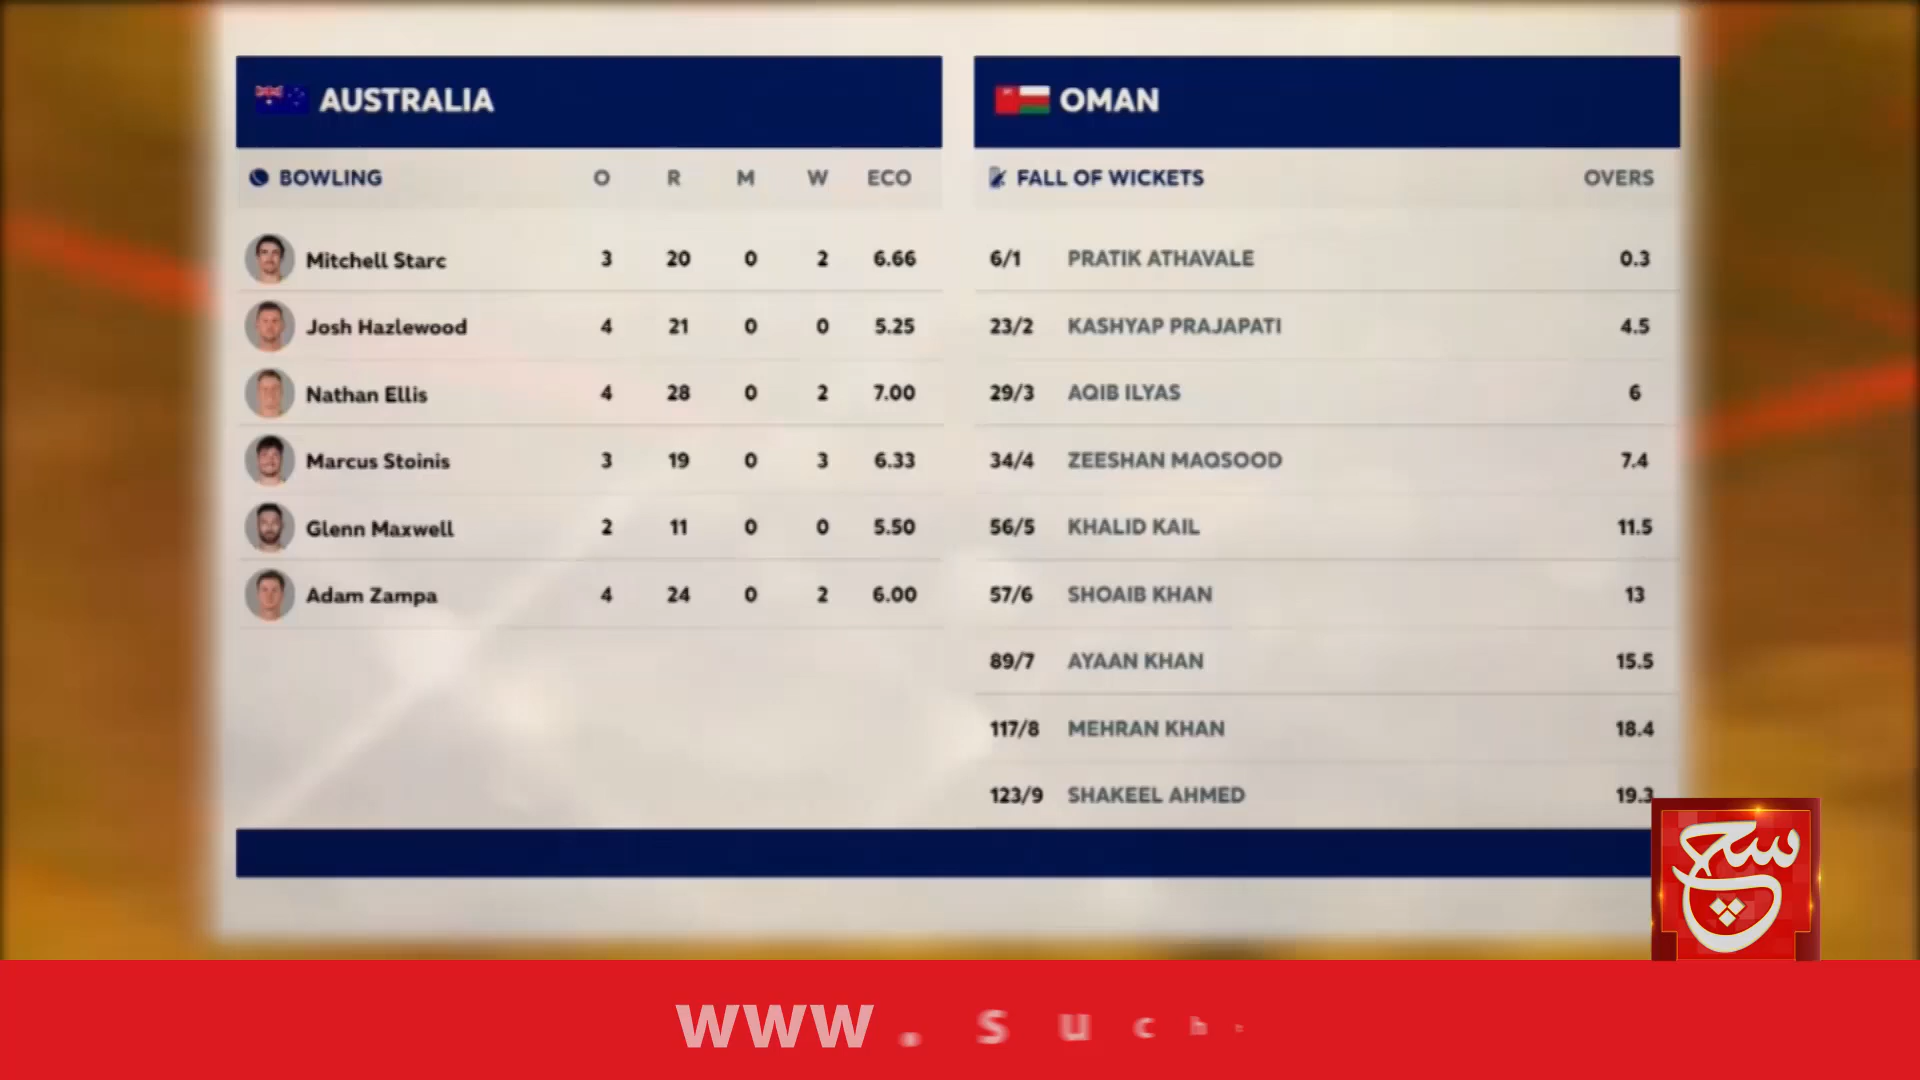 AUSTRALIA
BOWLING O R M W ECO
Mitchell Starc 3 20 0 2 6.66
Josh Hazlewood 4 21 0 0 5.25
Nathan Ellis 4 28 0 2 7.00
Marcus Stoinis 3 19 0 3 6.33
Glenn Maxwell 2 11 0 0 5.50
Adam Zampa 4 24 0 2 6.00
OMAN
FALL OF WICKETS OVERS
6/1 PRATIK ATHAVALE 0.3
23/2 KASHYAP PRAJAPATI 4.5
29/3 AQIB ILYAS 6
34/4 ZEESHAN MAQSOOD 7.4
56/5 KHALID KAIL 11.5
57/6 SHOAIB KHAN 13
89/7 AYAAN KHAN 15.5
117/8 MEHRAN KHAN 18.4
123/9 SHAKEEL AHMED 19.3
سچ
www.Such